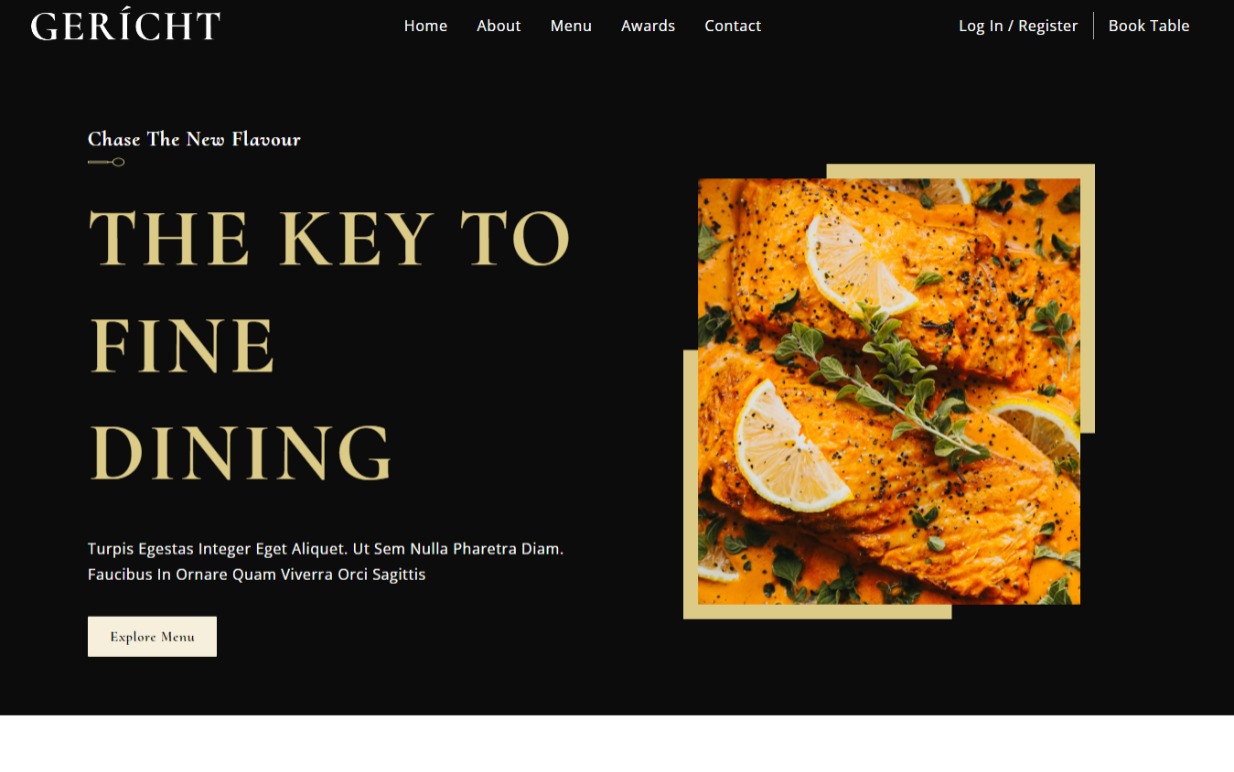 GERÍCHT
Home About Menu Awards Contact
Log In / Register Book Table
Chase The New Flavour
THE KEY TO
FINE
DINING
Turpis Egestas Integer Eget Aliquet. Ut Sem Nulla Pharetra Diam.
Faucibus In Ornare Quam Viverra Orci Sagittis
Explore Menu